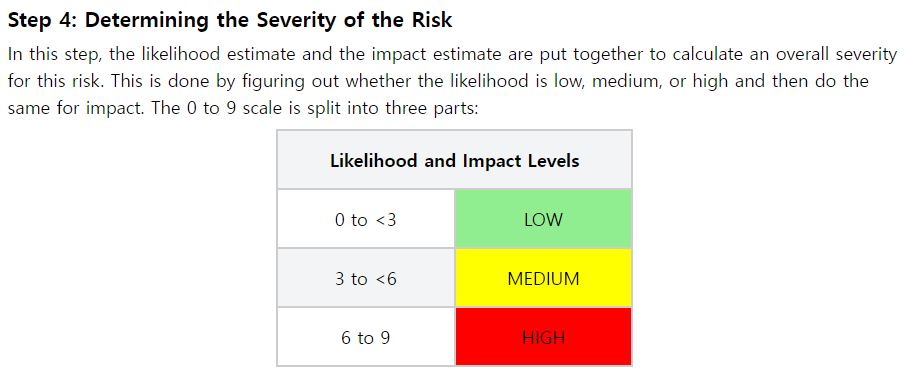 Step 4: Determining the Severity of the Risk
In this step, the likelihood estimate and the impact estimate are put together to calculate an overall severity
for this risk. This is done by figuring out whether the likelihood is low, medium, or high and then do the
same for impact. The 0 to 9 scale is split into three parts:
Likelihood and Impact Levels
0 to <3 LOW
3 to <6 MEDIUM
6 to 9 HIGH